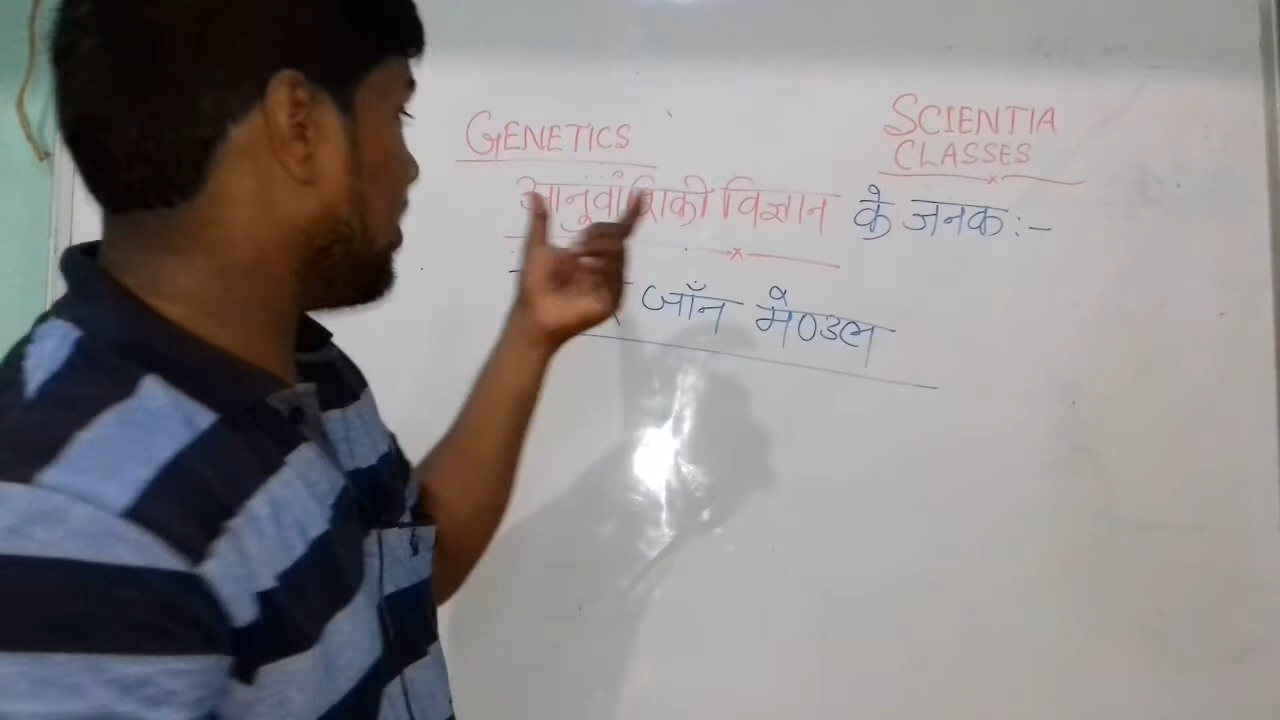 GENETICS
SCIENTIA
CLASSES
आनुवांशिकी विज्ञान के जनक:-
जॉन मैण्डल